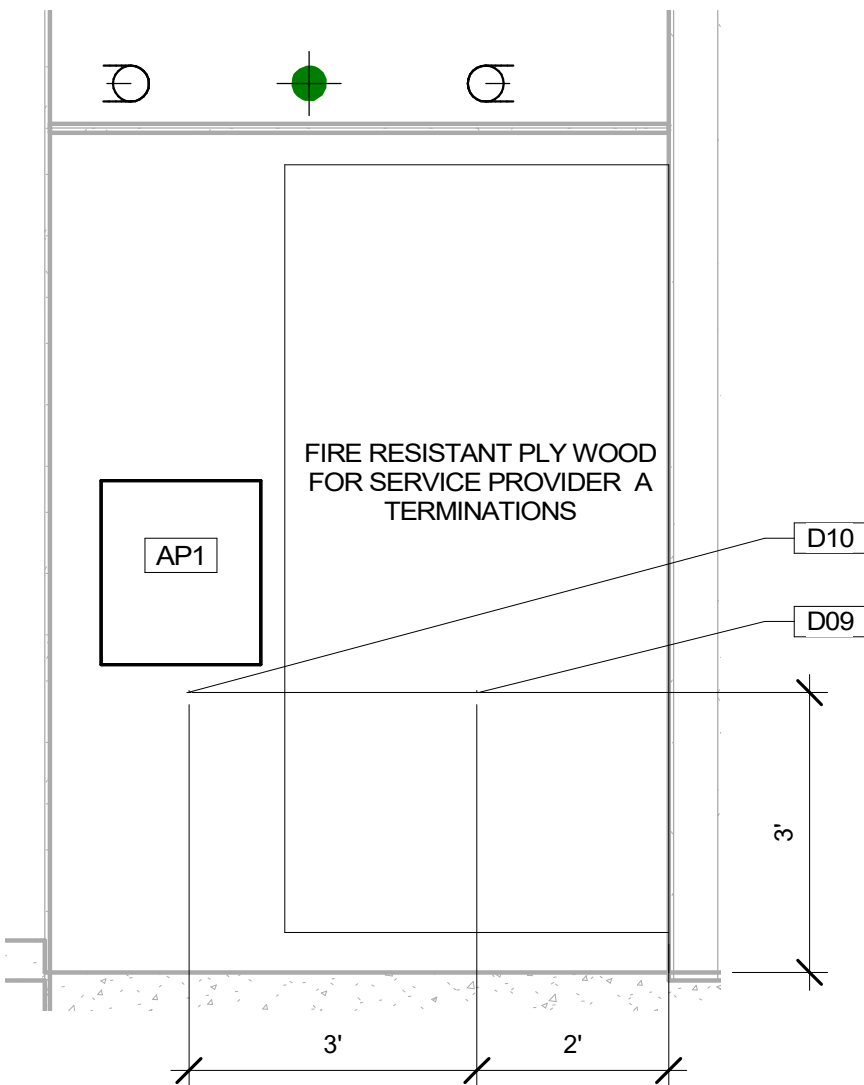 FIRE RESISTANT PLY WOOD
FOR SERVICE PROVIDER A
TERMINATIONS
D10
AP1
D09
3'
3'
2'